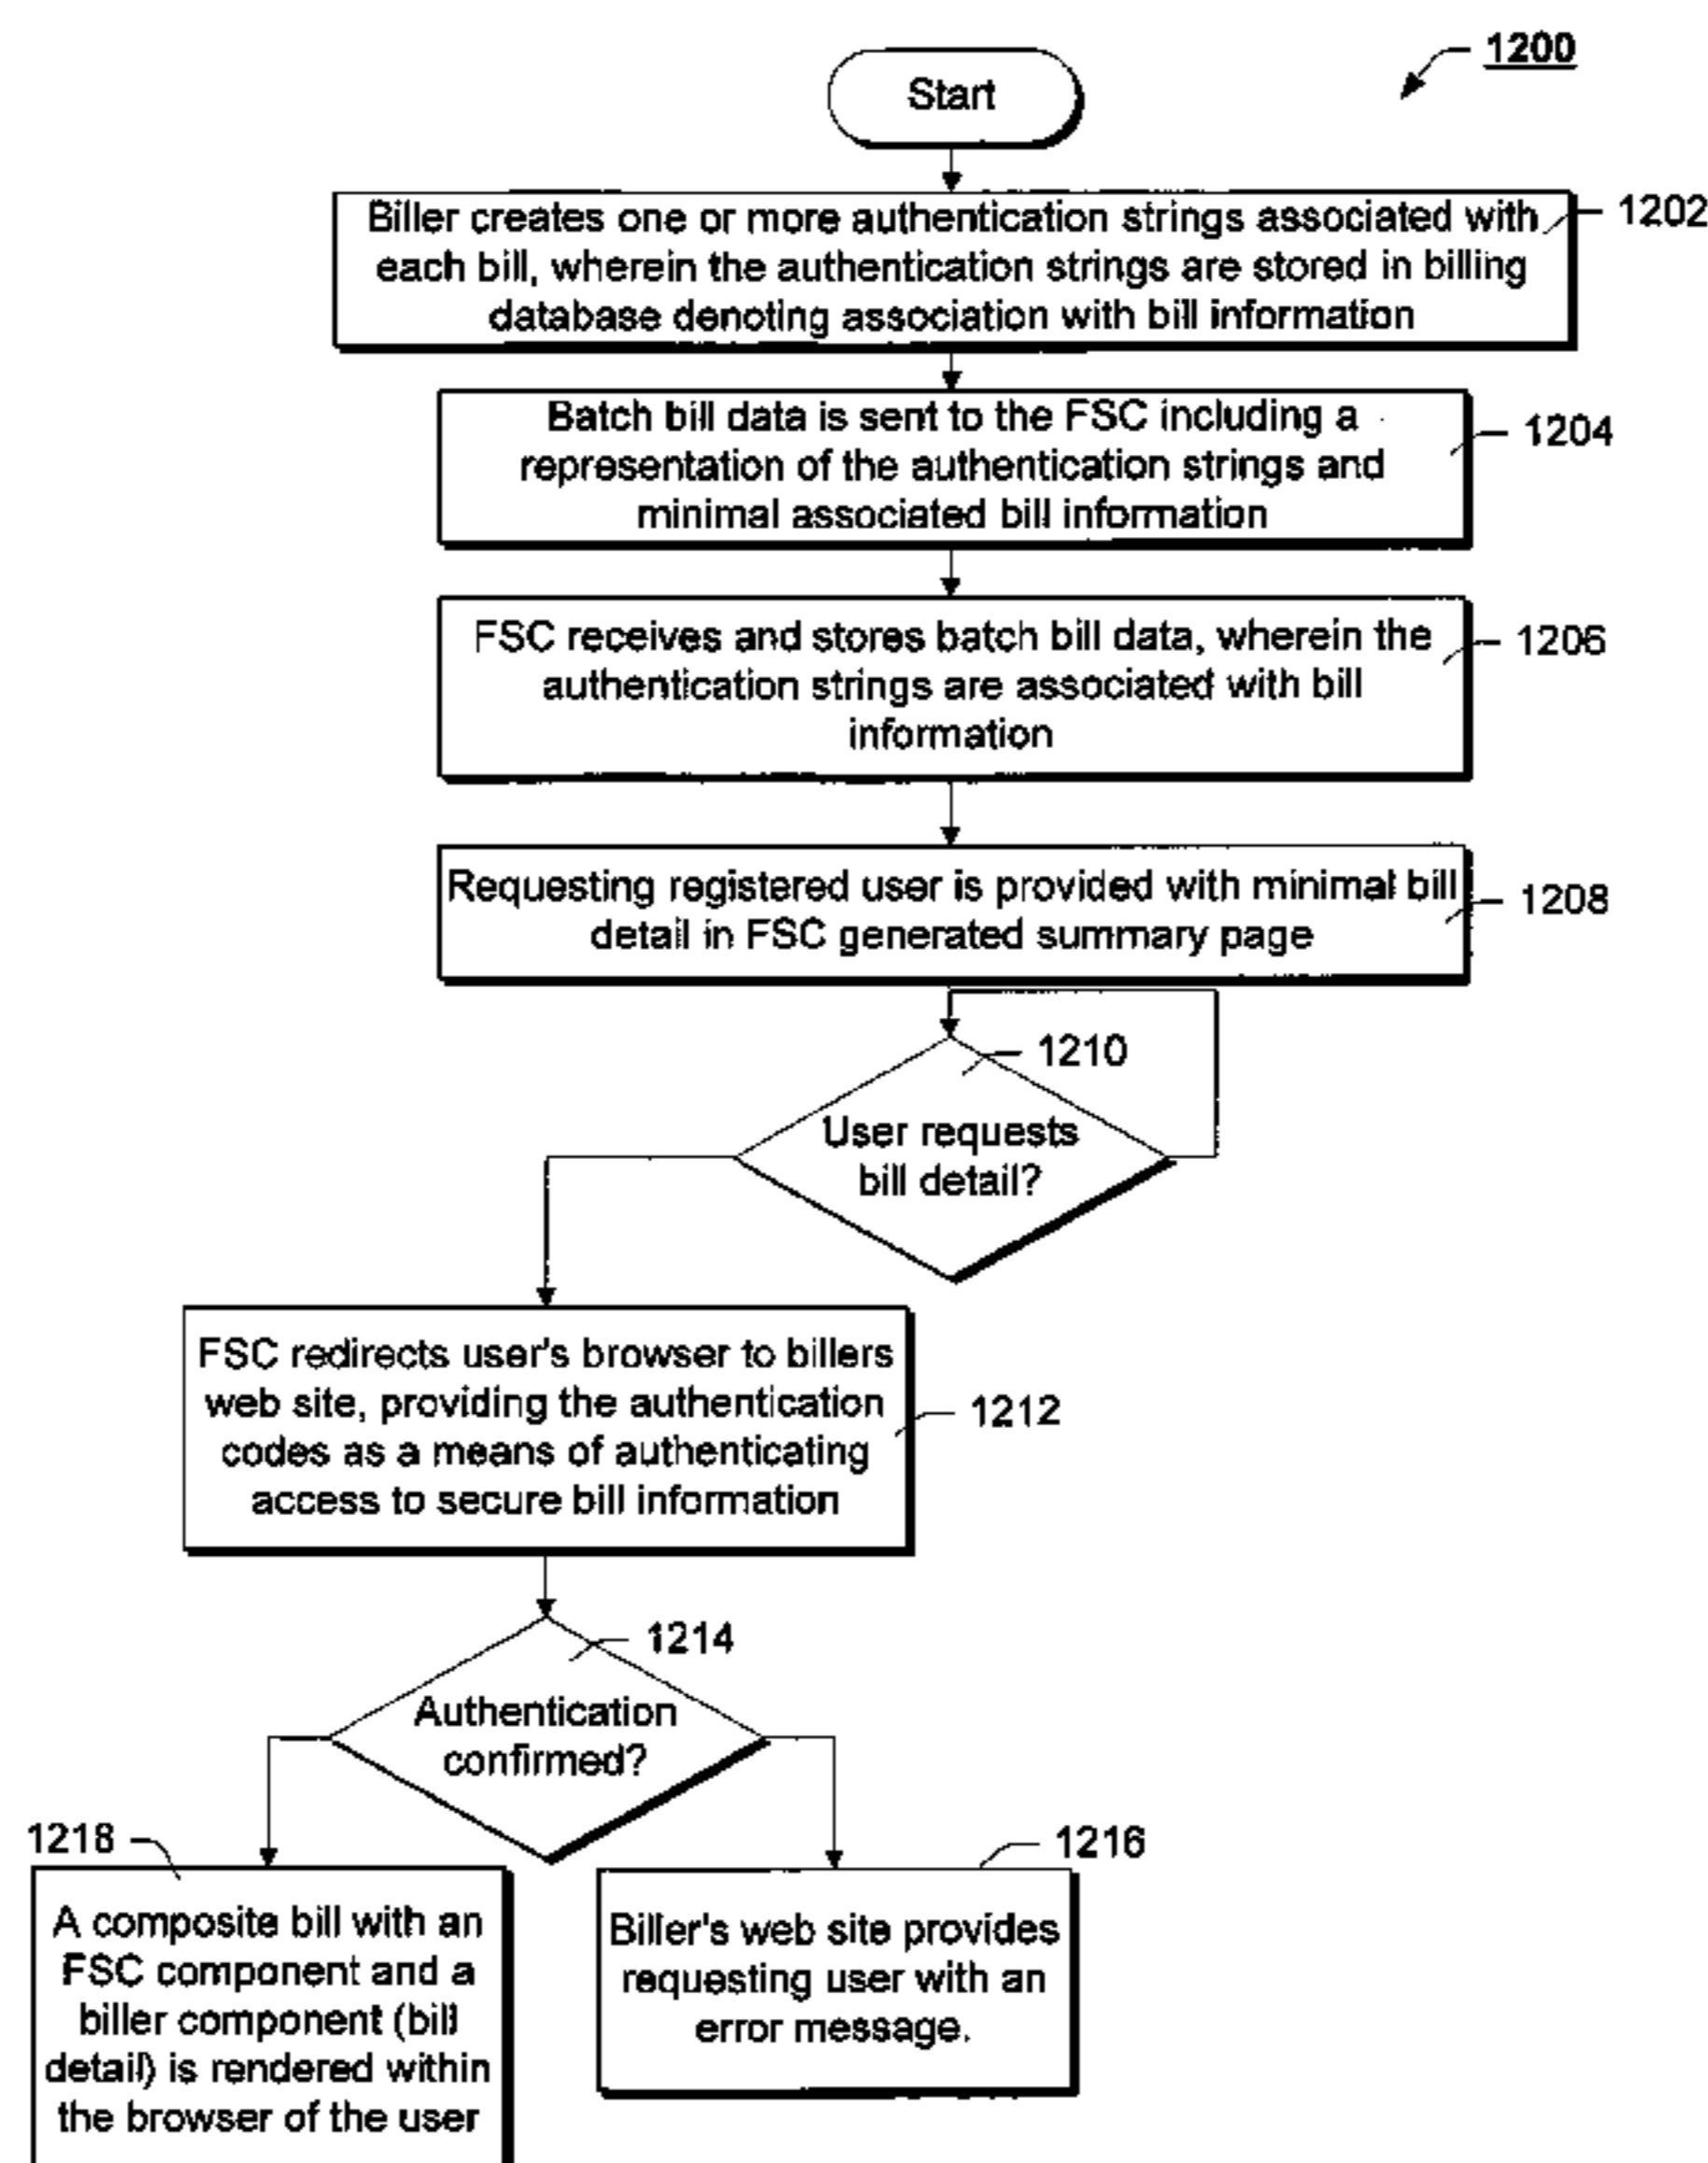 1200
Start
Biller creates one or more authentication strings associated with
each bill, wherein the authentication strings are stored in billing
database denoting association with bill information
1202
Batch bill data is sent to the FSC including a
representation of the authentication strings and
minimal associated bill information
1204
FSC receives and stores batch bill data, wherein the
authentication strings are associated with bill
information
1206
Requesting registered user is provided with minimal bill
detail in FSC generated summary page
1208
1210
User requests
bill detail?
FSC redirects user's browser to billers
web site, providing the authentication
codes as a means of authenticating
access to secure bill information
1212
1214
Authentication
confirmed?
1218
A composite bill with an
FSC component and a
biller component (bill
detail) is rendered within
the browser of the user
1216
Biller's web site provides
requesting user with an
error message.